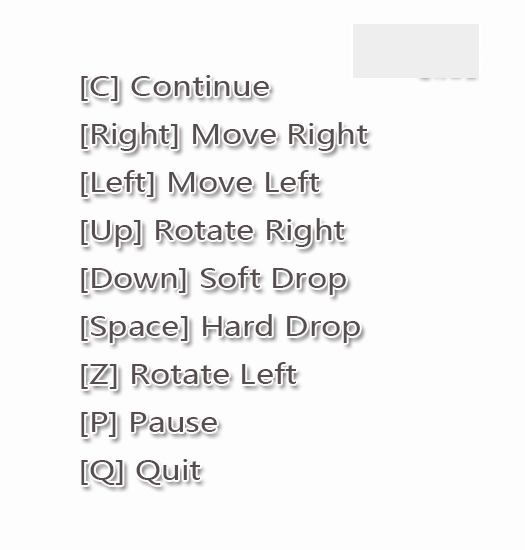 [C] Continue
[Right] Move Right
[Left] Move Left
[Up] Rotate Right
[Down] Soft Drop
[Space] Hard Drop
[Z] Rotate Left
[P] Pause
[Q] Quit